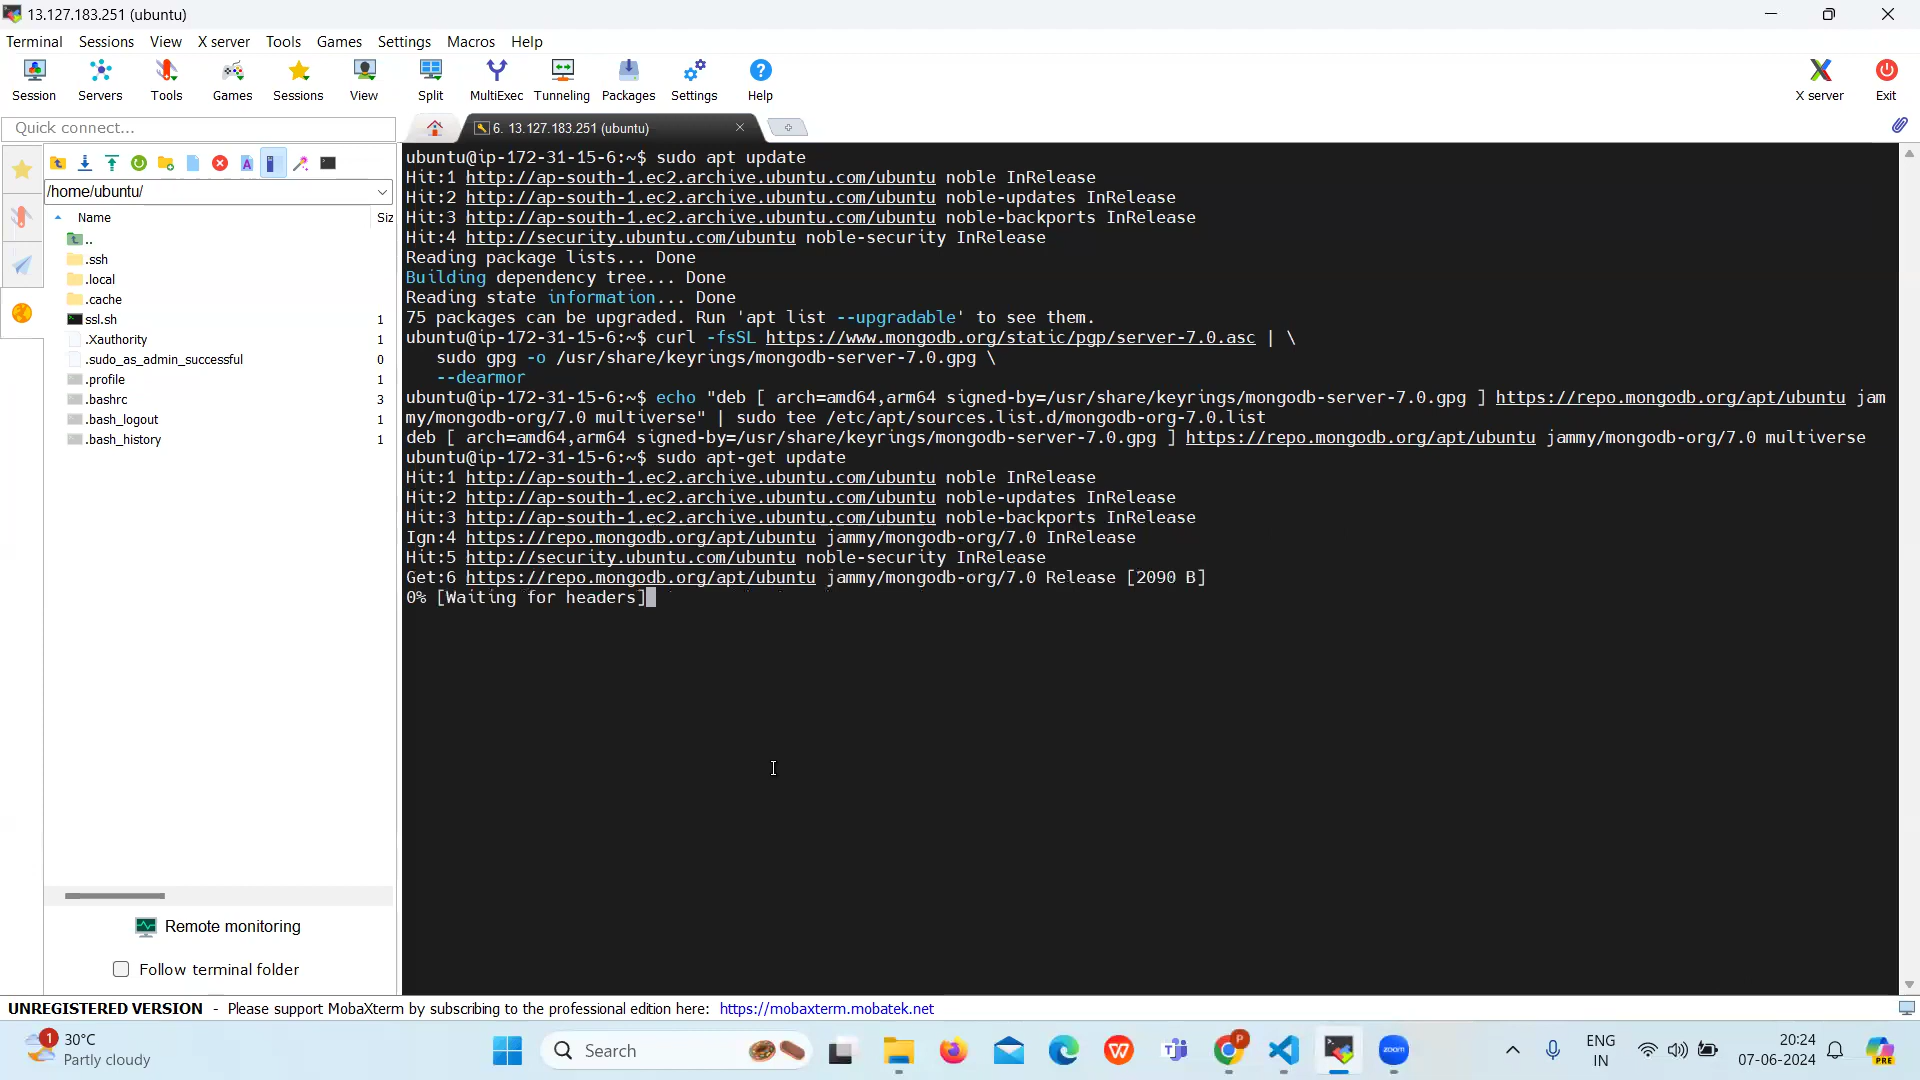 13.127.183.251 (ubuntu)
Terminal Sessions View X server Tools Games Settings Macros Help
Session Servers Tools Games Sessions View Split MultiExec Tunneling Packages Settings Help X server Exit
Quick connect...
6. 13.127.183.251 (ubuntu)
/home/ubuntu/
Name Siz
..
.ssh
.local
.cache
ssl.sh 1
.Xauthority 1
.sudo_as_admin_successful 0
.profile 1
.bashrc 3
.bash_logout 1
.bash_history 1
Remote monitoring
Follow terminal folder
ubuntu@ip-172-31-15-6:~$ sudo apt update
Hit:1 http://ap-south-1.ec2.archive.ubuntu.com/ubuntu noble InRelease
Hit:2 http://ap-south-1.ec2.archive.ubuntu.com/ubuntu noble-updates InRelease
Hit:3 http://ap-south-1.ec2.archive.ubuntu.com/ubuntu noble-backports InRelease
Hit:4 http://security.ubuntu.com/ubuntu noble-security InRelease
Reading package lists... Done
Building dependency tree... Done
Reading state information... Done
75 packages can be upgraded. Run 'apt list --upgradable' to see them.
ubuntu@ip-172-31-15-6:~$ curl -fsSL https://www.mongodb.org/static/pgp/server-7.0.asc | \
sudo gpg -o /usr/share/keyrings/mongodb-server-7.0.gpg \
--dearmor
ubuntu@ip-172-31-15-6:~$ echo "deb [ arch=amd64,arm64 signed-by=/usr/share/keyrings/mongodb-server-7.0.gpg ] https://repo.mongodb.org/apt/ubuntu jam
my/mongodb-org/7.0 multiverse" | sudo tee /etc/apt/sources.list.d/mongodb-org-7.0.list
deb [ arch=amd64,arm64 signed-by=/usr/share/keyrings/mongodb-server-7.0.gpg ] https://repo.mongodb.org/apt/ubuntu jammy/mongodb-org/7.0 multiverse
ubuntu@ip-172-31-15-6:~$ sudo apt-get update
Hit:1 http://ap-south-1.ec2.archive.ubuntu.com/ubuntu noble InRelease
Hit:2 http://ap-south-1.ec2.archive.ubuntu.com/ubuntu noble-updates InRelease
Hit:3 http://ap-south-1.ec2.archive.ubuntu.com/ubuntu noble-backports InRelease
Ign:4 https://repo.mongodb.org/apt/ubuntu jammy/mongodb-org/7.0 InRelease
Hit:5 http://security.ubuntu.com/ubuntu noble-security InRelease
Get:6 https://repo.mongodb.org/apt/ubuntu jammy/mongodb-org/7.0 Release [2090 B]
0% [Waiting for headers]
UNREGISTERED VERSION - Please support MobaXterm by subscribing to the professional edition here: https://mobaxterm.mobatek.net
1 30°C
Partly cloudy
Search
zoom
P
PRE
ENG
IN
20:24
07-06-2024